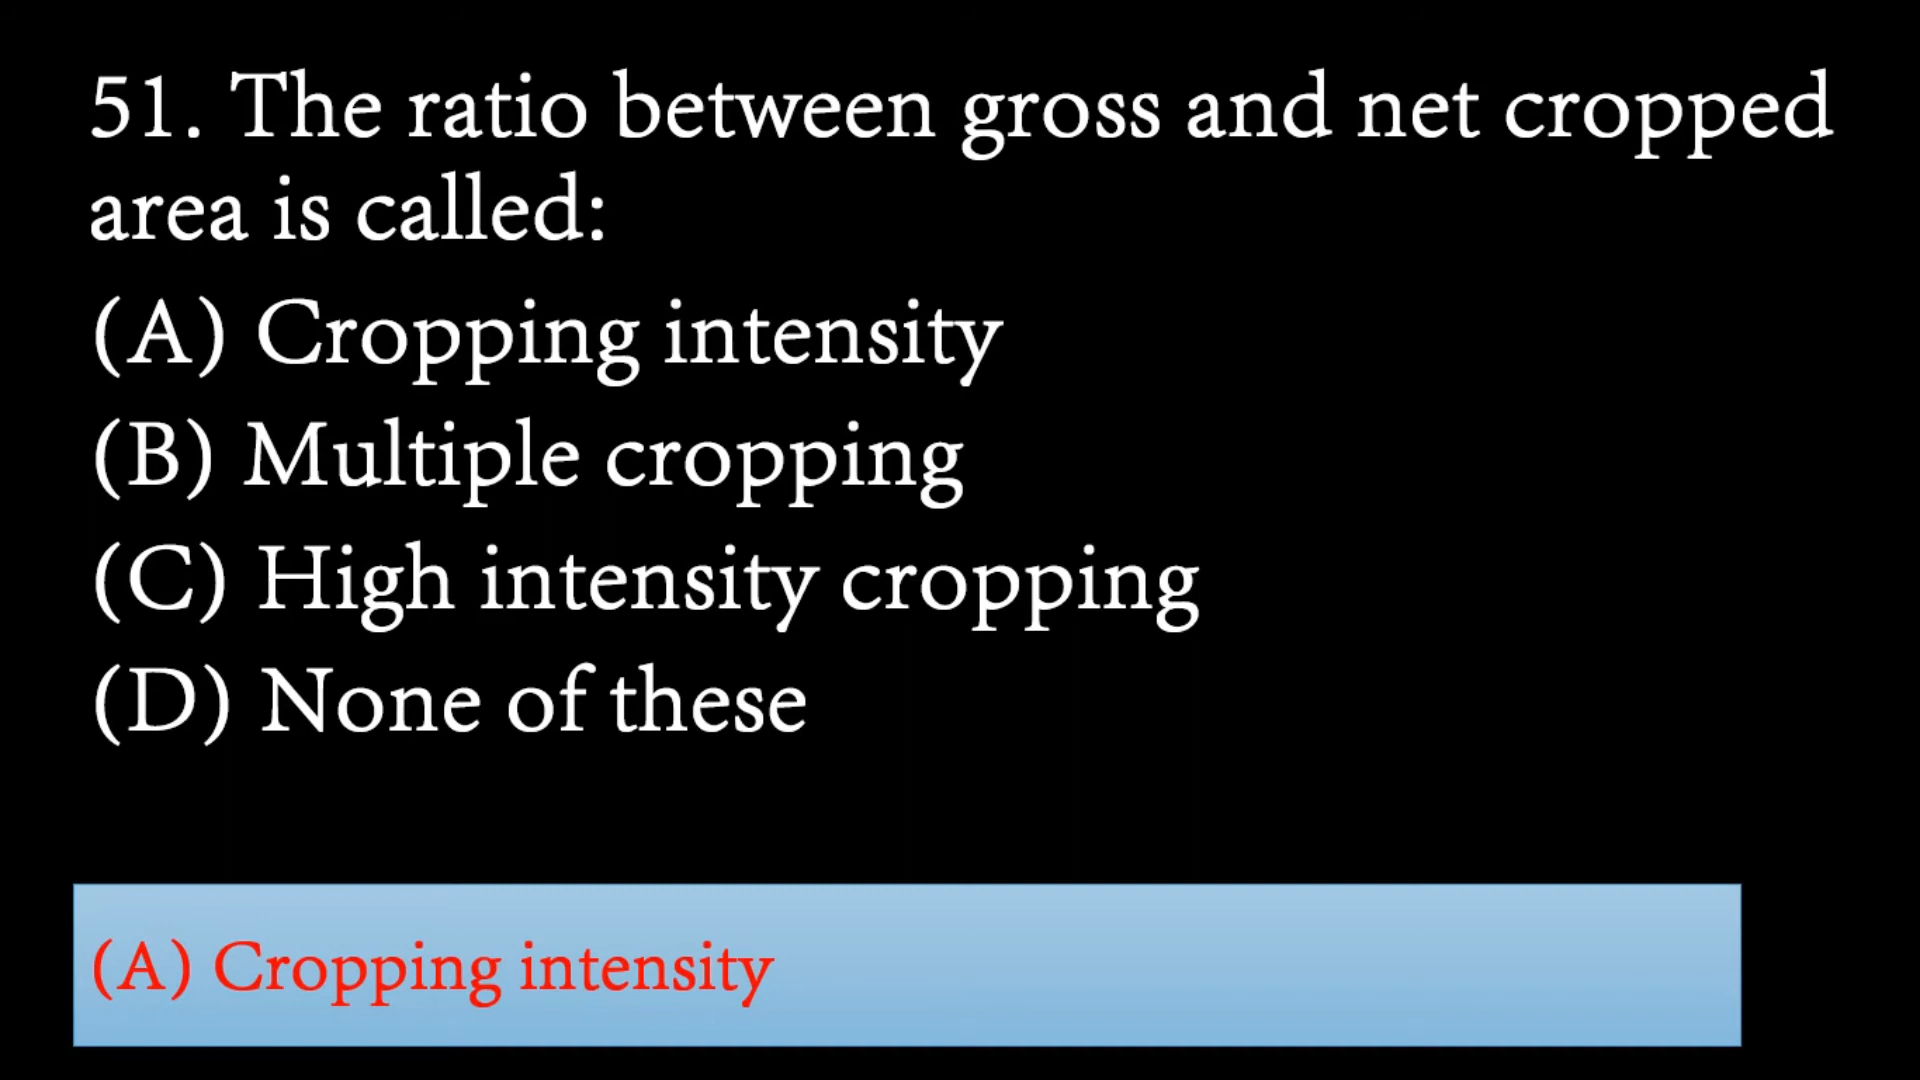 51. The ratio between gross and net cropped
area is called:
(A) Cropping intensity
(B) Multiple cropping
(C) High intensity cropping
(D) None of these
(A) Cropping intensity